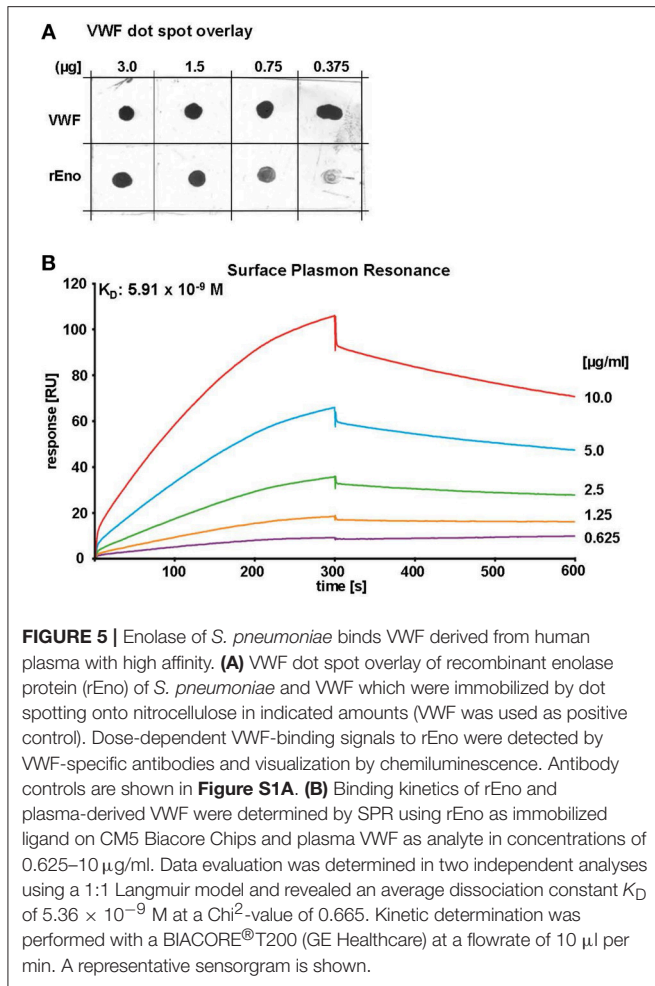 A VWF dot spot overlay
(µg] 3.0 1.5 0.75 0.375
VWF
rEno
B Surface Plasmon Resonance
K_D: 5.91 x 10⁻⁹ M
120
100
80
60
40
20
0
response [RU]
100 200 300 400 500 600
time [s]
[µg/ml]
10.0
5.0
2.5
1.25
0.625
FIGURE 5 | Enolase of S. pneumoniae binds VWF derived from human
plasma with high affinity. (A) VWF dot spot overlay of recombinant enolase
protein (rEno) of S. pneumoniae and VWF which were immobilized by dot
spotting onto nitrocellulose in indicated amounts (VWF was used as positive
control). Dose-dependent VWF-binding signals to rEno were detected by
VWF-specific antibodies and visualization by chemiluminescence. Antibody
controls are shown in Figure S1A. (B) Binding kinetics of rEno and
plasma-derived VWF were determined by SPR using rEno as immobilized
ligand on CM5 Biacore Chips and plasma VWF as analyte in concentrations of
0.625–10 µg/ml. Data evaluation was determined in two independent analyses
using a 1:1 Langmuir model and revealed an average dissociation constant K_D
of 5.36 × 10⁻⁹ M at a Chi²-value of 0.665. Kinetic determination was
performed with a BIACORE®T200 (GE Healthcare) at a flowrate of 10 µl per
min. A representative sensorgram is shown.